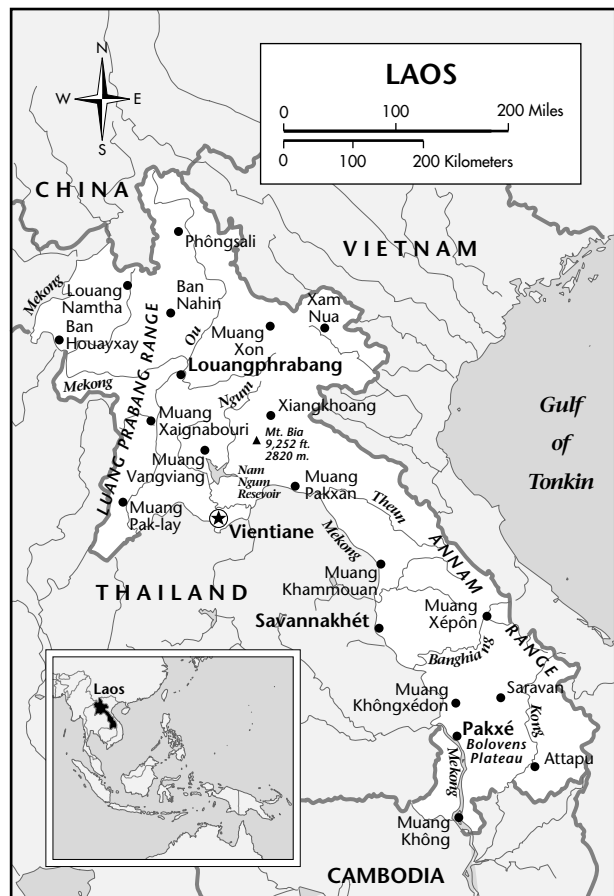 N
W E
S
LAOS
0 100 200 Miles
0 100 200 Kilometers
CHINA
VIETNAM
Phôngsali
Mekong
Louang
Namtha
Ban
Nahin
Xam
Nua
Ban
Houayxay
Ou
Muang
Xon
LUANG PRABANG RANGE
Louangphrabang
Mekong
Ngum
Xiangkhoang
Gulf
of
Tonkin
Muang
Xaignabouri
Mt. Bia
9,252 ft.
2820 m.
Muang
Vangviang
Nam
Ngum
Resevoir
Muang
Pakxan
Muang
Pak-lay
Theun
Vientiane
Mekong
ANNAM RANGE
THAILAND
Muang
Khammouan
Savannakhét
Muang
Xépôn
Banghiang
Laos
Muang
Khôngxédon
Saravan
Kong
Pakxé
Bolovens
Plateau
Mekong
Attapu
Muang
Không
CAMBODIA